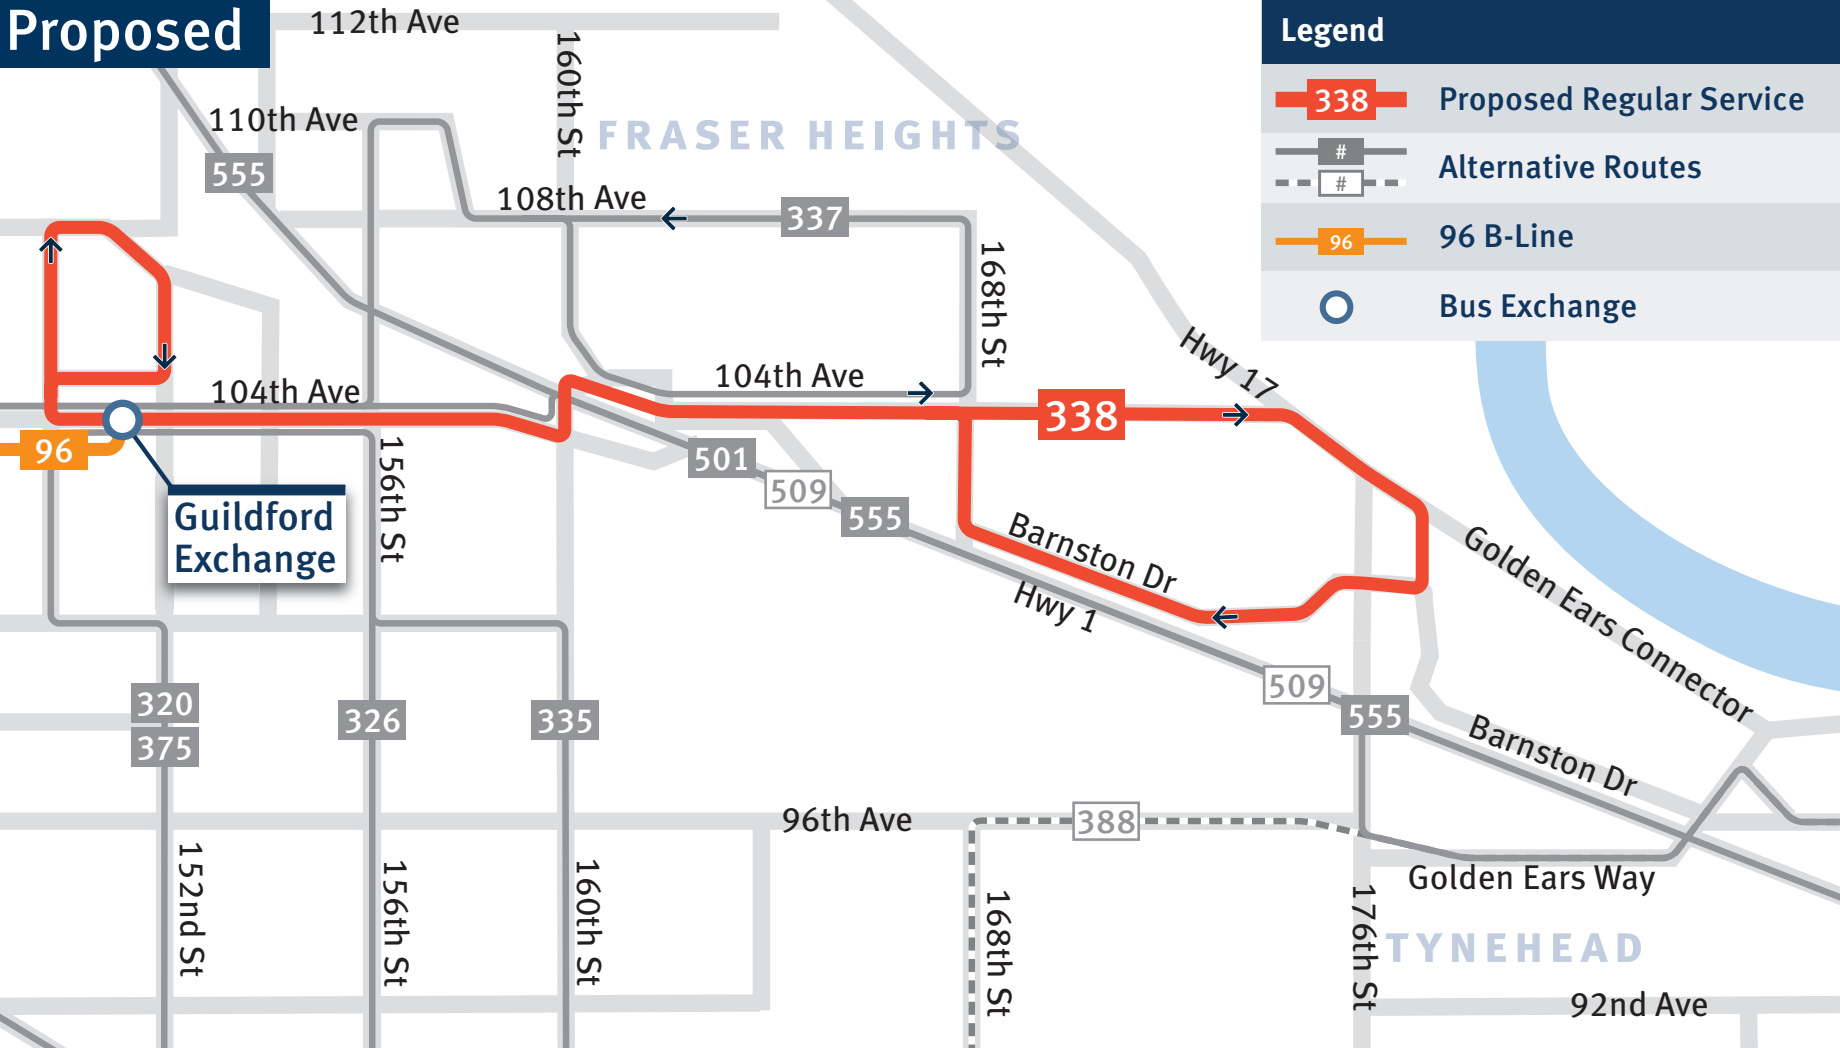 Proposed
112th Ave
160th St
110th Ave
FRASER HEIGHTS
555
108th Ave
337
168th St
Legend
338
Proposed Regular Service
#
#
Alternative Routes
96
96 B-Line
Bus Exchange
Hwy 17
104th Ave
104th Ave
338
96
156th St
501
509
555
Guildford
Exchange
Barnston Dr
Hwy 1
Golden Ears Connector
509
555
320
375
326
335
Barnston Dr
96th Ave
388
Golden Ears Way
152nd St
156th St
160th St
168th St
176th St
TYNEHEAD
92nd Ave